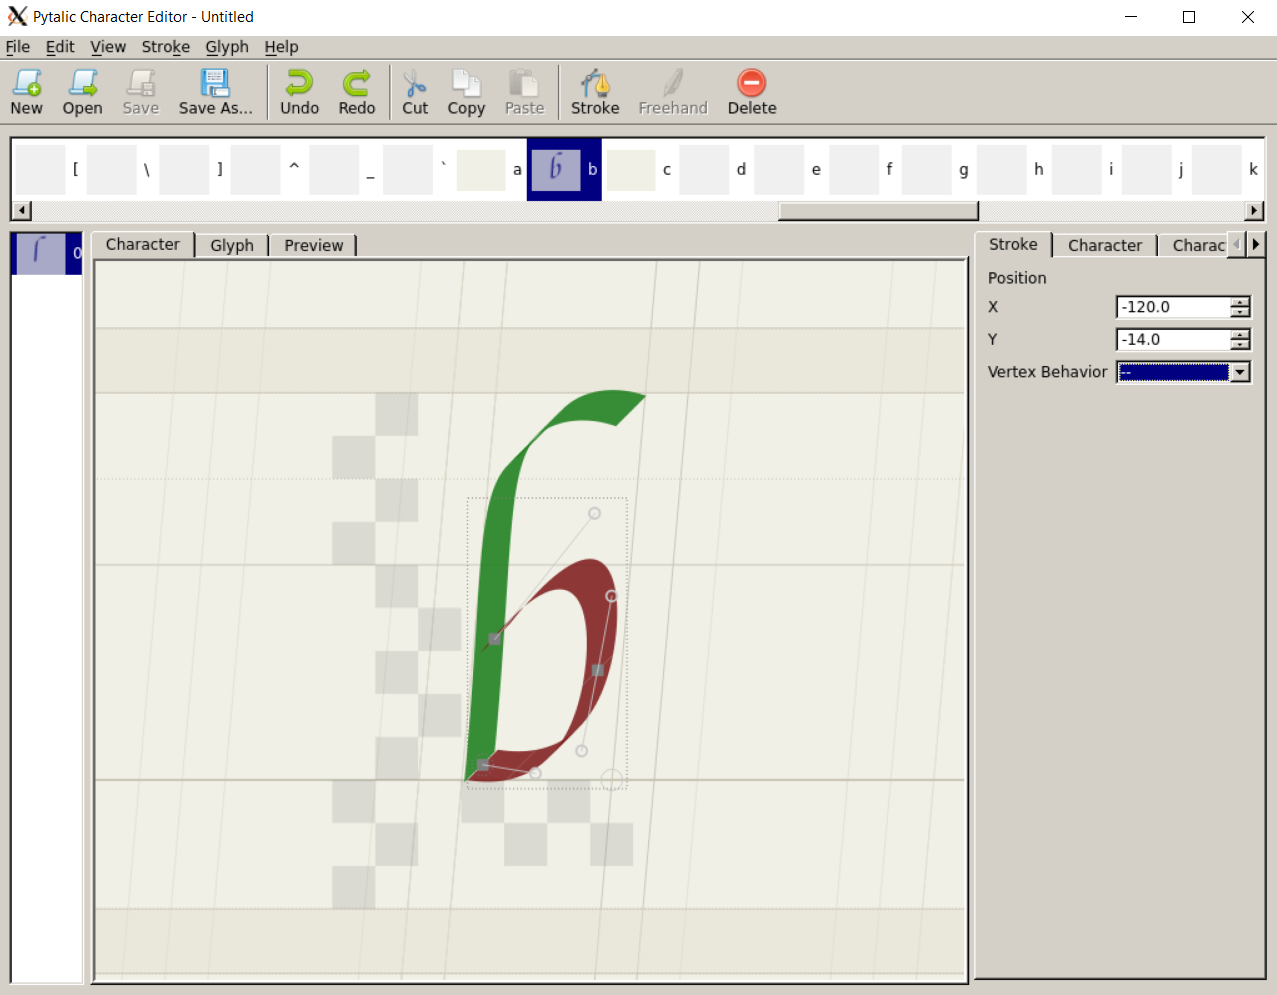 Pytalic Character Editor - Untitled
File Edit View Stroke Glyph Help
New Open Save Save As... Undo Redo Cut Copy Paste Stroke Freehand Delete
[ \ ] ^ _ ` a b b c d e f g h i j k
0
Character Glyph Preview
b
Stroke Character Charac
Position
X -120.0
Y -14.0
Vertex Behavior --